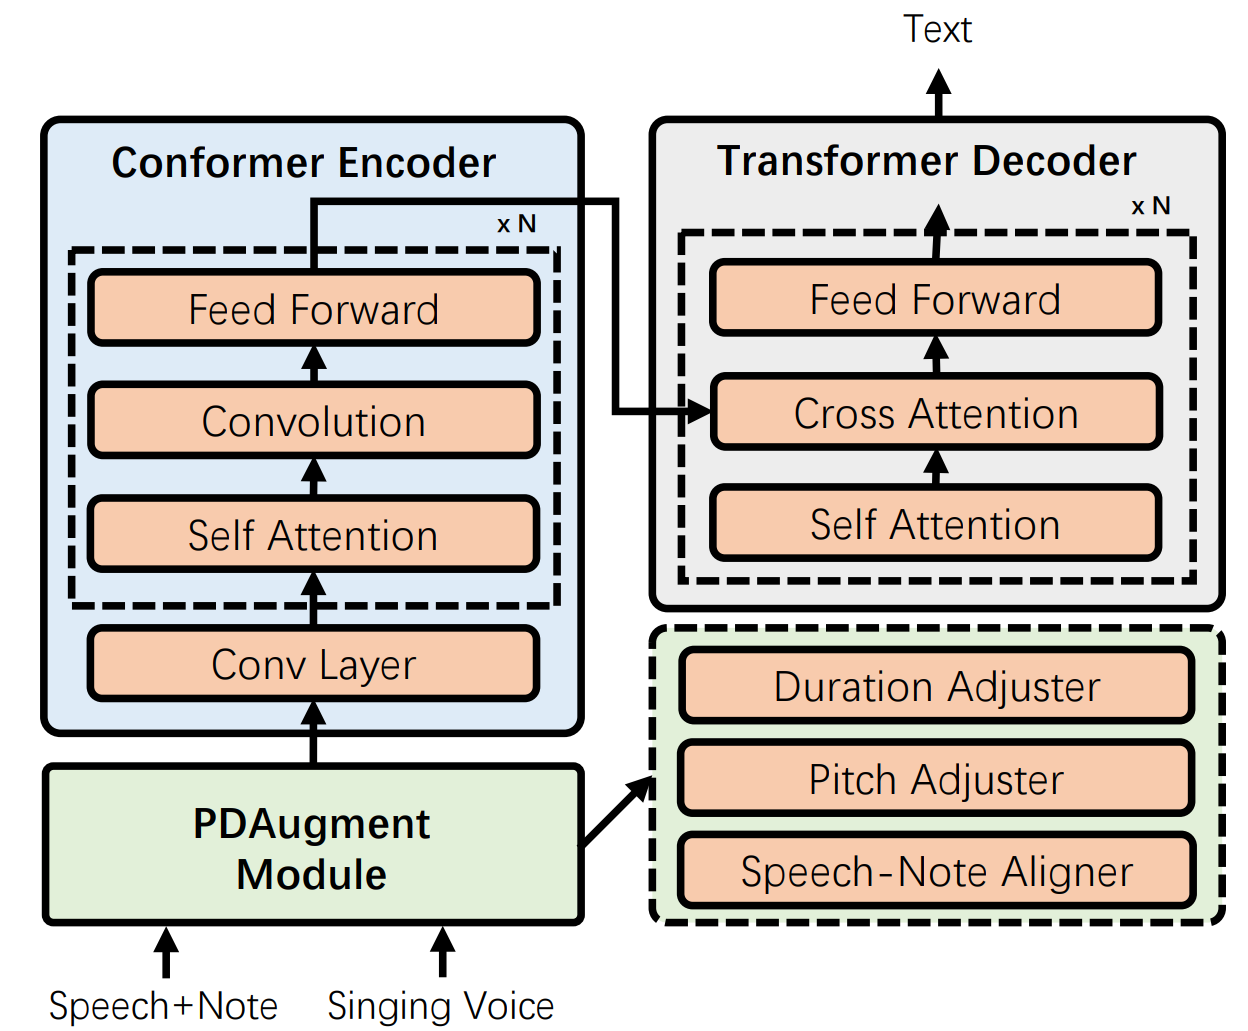 Text
Conformer Encoder
x N
Feed Forward
Convolution
Self Attention
Conv Layer
Transformer Decoder
x N
Feed Forward
Cross Attention
Self Attention
PDAugment
Module
Duration Adjuster
Pitch Adjuster
Speech-Note Aligner
Speech+Note
Singing Voice